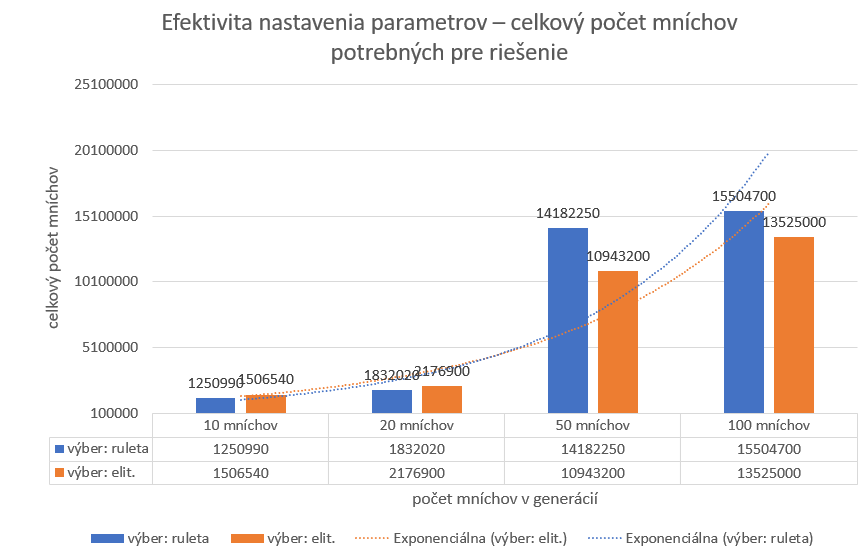 Efektivita nastavenia parametrov – celkový počet mníchov
potrebných pre riešenie
25100000
20100000
15100000
10100000
5100000
100000
celkový počet mníchov
1250990
1506540
1832020
2176900
14182250
10943200
15504700
13525000
10 mníchov 20 mníchov 50 mníchov 100 mníchov
výber: ruleta 1250990 1832020 14182250 15504700
výber: elit. 1506540 2176900 10943200 13525000
počet mníchov v generácií
výber: ruleta výber: elit. Exponenciálna (výber: elit.) Exponenciálna (výber: ruleta)